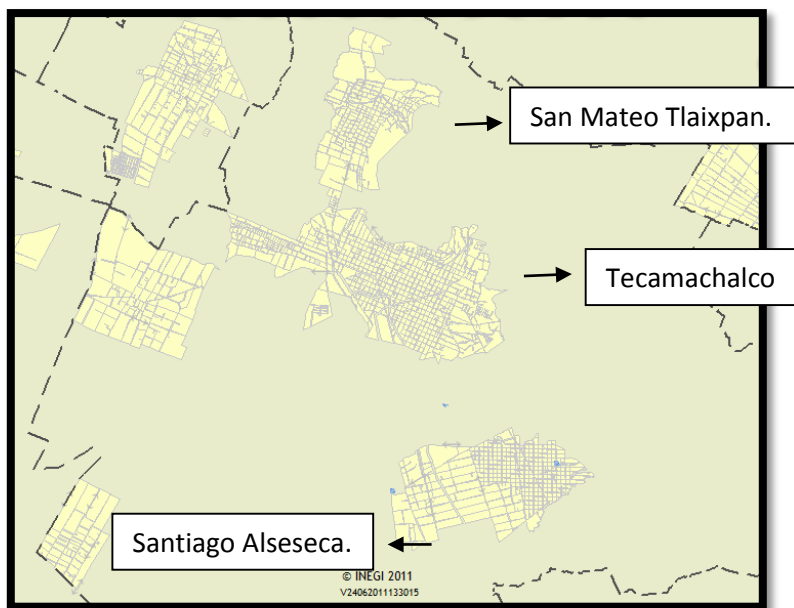 San Mateo Tlaixpan.
Tecamachalco
Santiago Alseseca.
© INEGI 2011
V24062011133015